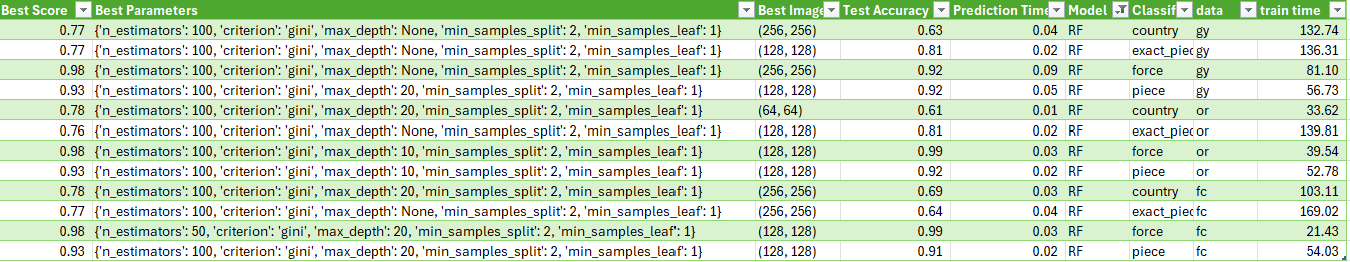 Best Score Best Parameters Best Image Test Accuracy Prediction Time Model Classif data train time
0.77 {'n_estimators': 100, 'criterion': 'gini', 'max_depth': None, 'min_samples_split': 2, 'min_samples_leaf': 1} (256, 256) 0.63 0.04 RF country gy 132.74
0.77 {'n_estimators': 100, 'criterion': 'gini', 'max_depth': None, 'min_samples_split': 2, 'min_samples_leaf': 1} (128, 128) 0.81 0.02 RF exact_piec gy 136.31
0.98 {'n_estimators': 100, 'criterion': 'gini', 'max_depth': None, 'min_samples_split': 2, 'min_samples_leaf': 1} (256, 256) 0.92 0.09 RF force gy 81.10
0.93 {'n_estimators': 100, 'criterion': 'gini', 'max_depth': 20, 'min_samples_split': 2, 'min_samples_leaf': 1} (128, 128) 0.92 0.05 RF piece gy 56.73
0.78 {'n_estimators': 100, 'criterion': 'gini', 'max_depth': 20, 'min_samples_split': 2, 'min_samples_leaf': 1} (64, 64) 0.61 0.01 RF country or 33.62
0.76 {'n_estimators': 100, 'criterion': 'gini', 'max_depth': None, 'min_samples_split': 2, 'min_samples_leaf': 1} (128, 128) 0.81 0.02 RF exact_piec or 139.81
0.98 {'n_estimators': 100, 'criterion': 'gini', 'max_depth': 10, 'min_samples_split': 2, 'min_samples_leaf': 1} (128, 128) 0.99 0.03 RF force or 39.54
0.93 {'n_estimators': 100, 'criterion': 'gini', 'max_depth': 10, 'min_samples_split': 2, 'min_samples_leaf': 1} (128, 128) 0.92 0.02 RF piece or 52.78
0.78 {'n_estimators': 100, 'criterion': 'gini', 'max_depth': 20, 'min_samples_split': 2, 'min_samples_leaf': 1} (256, 256) 0.69 0.03 RF country fc 103.11
0.77 {'n_estimators': 100, 'criterion': 'gini', 'max_depth': None, 'min_samples_split': 2, 'min_samples_leaf': 1} (256, 256) 0.64 0.04 RF exact_piec fc 169.02
0.98 {'n_estimators': 50, 'criterion': 'gini', 'max_depth': 20, 'min_samples_split': 2, 'min_samples_leaf': 1} (128, 128) 0.99 0.03 RF force fc 21.43
0.93 {'n_estimators': 100, 'criterion': 'gini', 'max_depth': 20, 'min_samples_split': 2, 'min_samples_leaf': 1} (128, 128) 0.91 0.02 RF piece fc 54.03